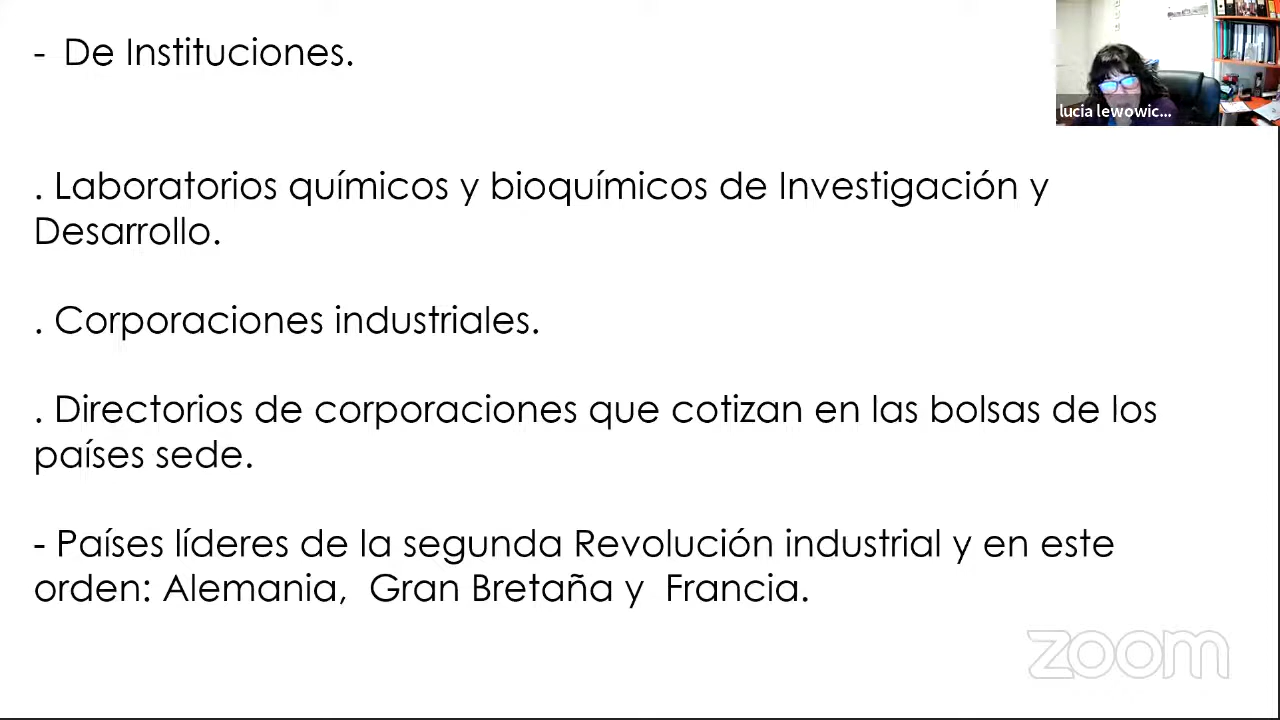 - De Instituciones.
lucia lewowic...
. Laboratorios químicos y bioquímicos de Investigación y
Desarrollo.
. Corporaciones industriales.
. Directorios de corporaciones que cotizan en las bolsas de los
países sede.
- Países líderes de la segunda Revolución industrial y en este
orden: Alemania, Gran Bretaña y Francia.
zoom